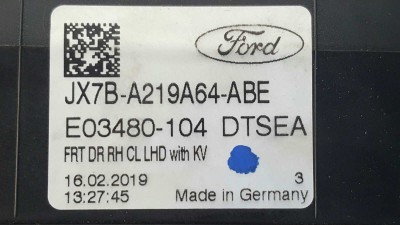 Ford
JX7B-A219A64-ABE
E03480-104 DTSEA
FRT DR RH CL LHD with KV
16.02.2019 3
13:27:45 Made in Germany